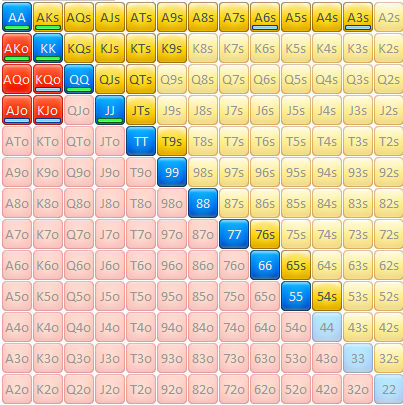 AA AKs AQs AJs ATs A9s A8s A7s A6s A5s A4s A3s A2s
AKo KK KQs KJs KTs K9s K8s K7s K6s K5s K4s K3s K2s
AQo KQo QQ QJs QTs Q9s Q8s Q7s Q6s Q5s Q4s Q3s Q2s
AJo KJo QJo JJ JTs J9s J8s J7s J6s J5s J4s J3s J2s
ATo KTo QTo JTo TT T9s T8s T7s T6s T5s T4s T3s T2s
A9o K9o Q9o J9o T9o 99 98s 97s 96s 95s 94s 93s 92s
A8o K8o Q8o J8o T8o 98o 88 87s 86s 85s 84s 83s 82s
A7o K7o Q7o J7o T7o 97o 87o 77 76s 75s 74s 73s 72s
A6o K6o Q6o J6o T6o 96o 86o 76o 66 65s 64s 63s 62s
A5o K5o Q5o J5o T5o 95o 85o 75o 65o 55 54s 53s 52s
A4o K4o Q4o J4o T4o 94o 84o 74o 64o 54o 44 43s 42s
A3o K3o Q3o J3o T3o 93o 83o 73o 63o 53o 43o 33 32s
A2o K2o Q2o J2o T2o 92o 82o 72o 62o 52o 42o 32o 22